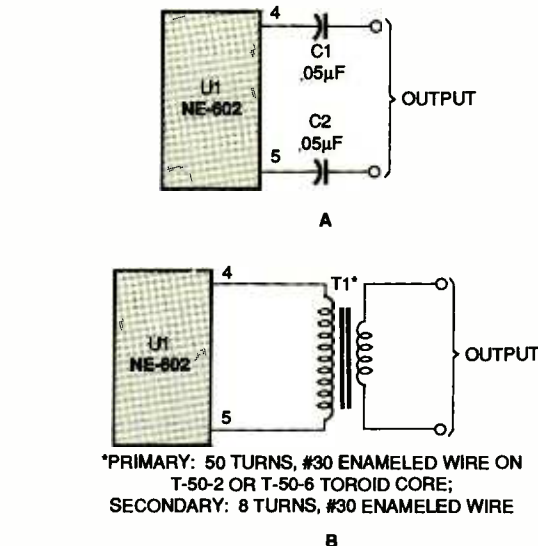 4
C1
.05µF
U1
NE-602
OUTPUT
C2
.05µF
5
A
4
T1*
U1
NE-602
OUTPUT
5
*PRIMARY: 50 TURNS, #30 ENAMELED WIRE ON
T-50-2 OR T-50-6 TOROID CORE;
SECONDARY: 8 TURNS, #30 ENAMELED WIRE
B